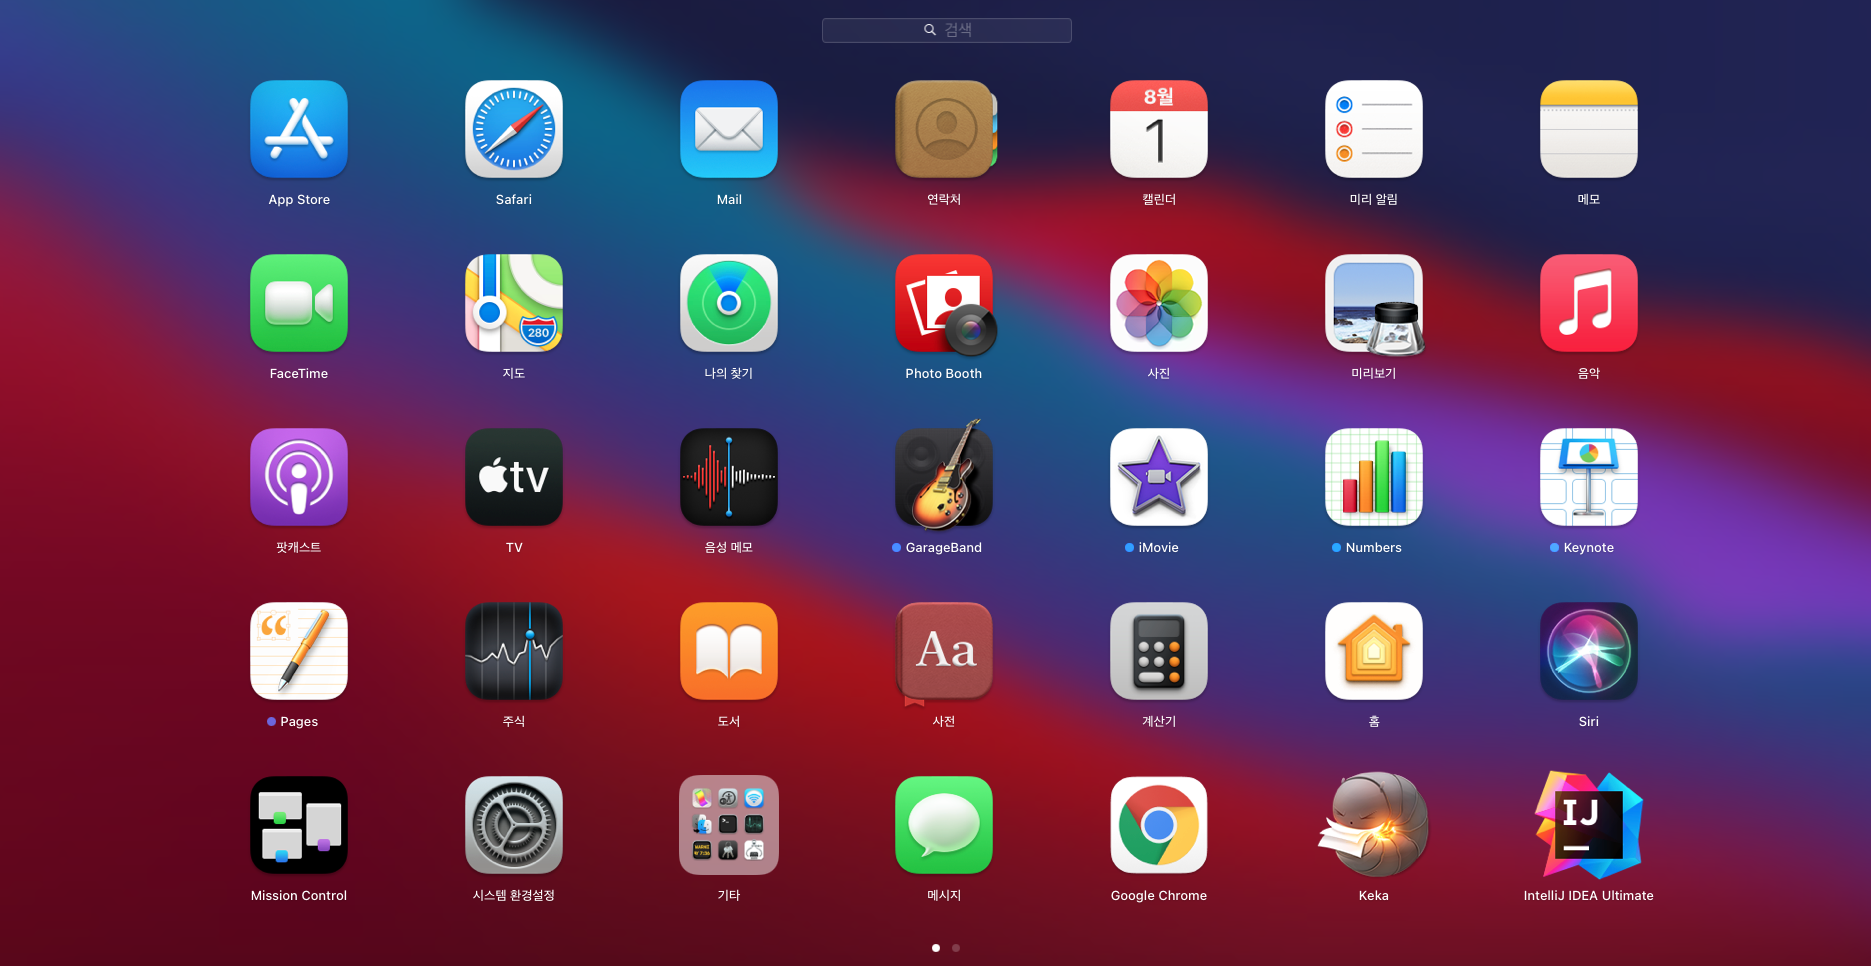 검색
8월
1
App Store
Safari
Mail
연락처
캘린더
미리 알림
메모
280
FaceTime
지도
나의 찾기
Photo Booth
사진
미리보기
음악
tv
팟캐스트
TV
음성 메모
GarageBand
iMovie
Numbers
Keynote
“
Aa
Pages
주식
도서
사전
계산기
홈
Siri
IJ
Mission Control
시스템 환경설정
기타
메시지
Google Chrome
Keka
IntelliJ IDEA Ultimate